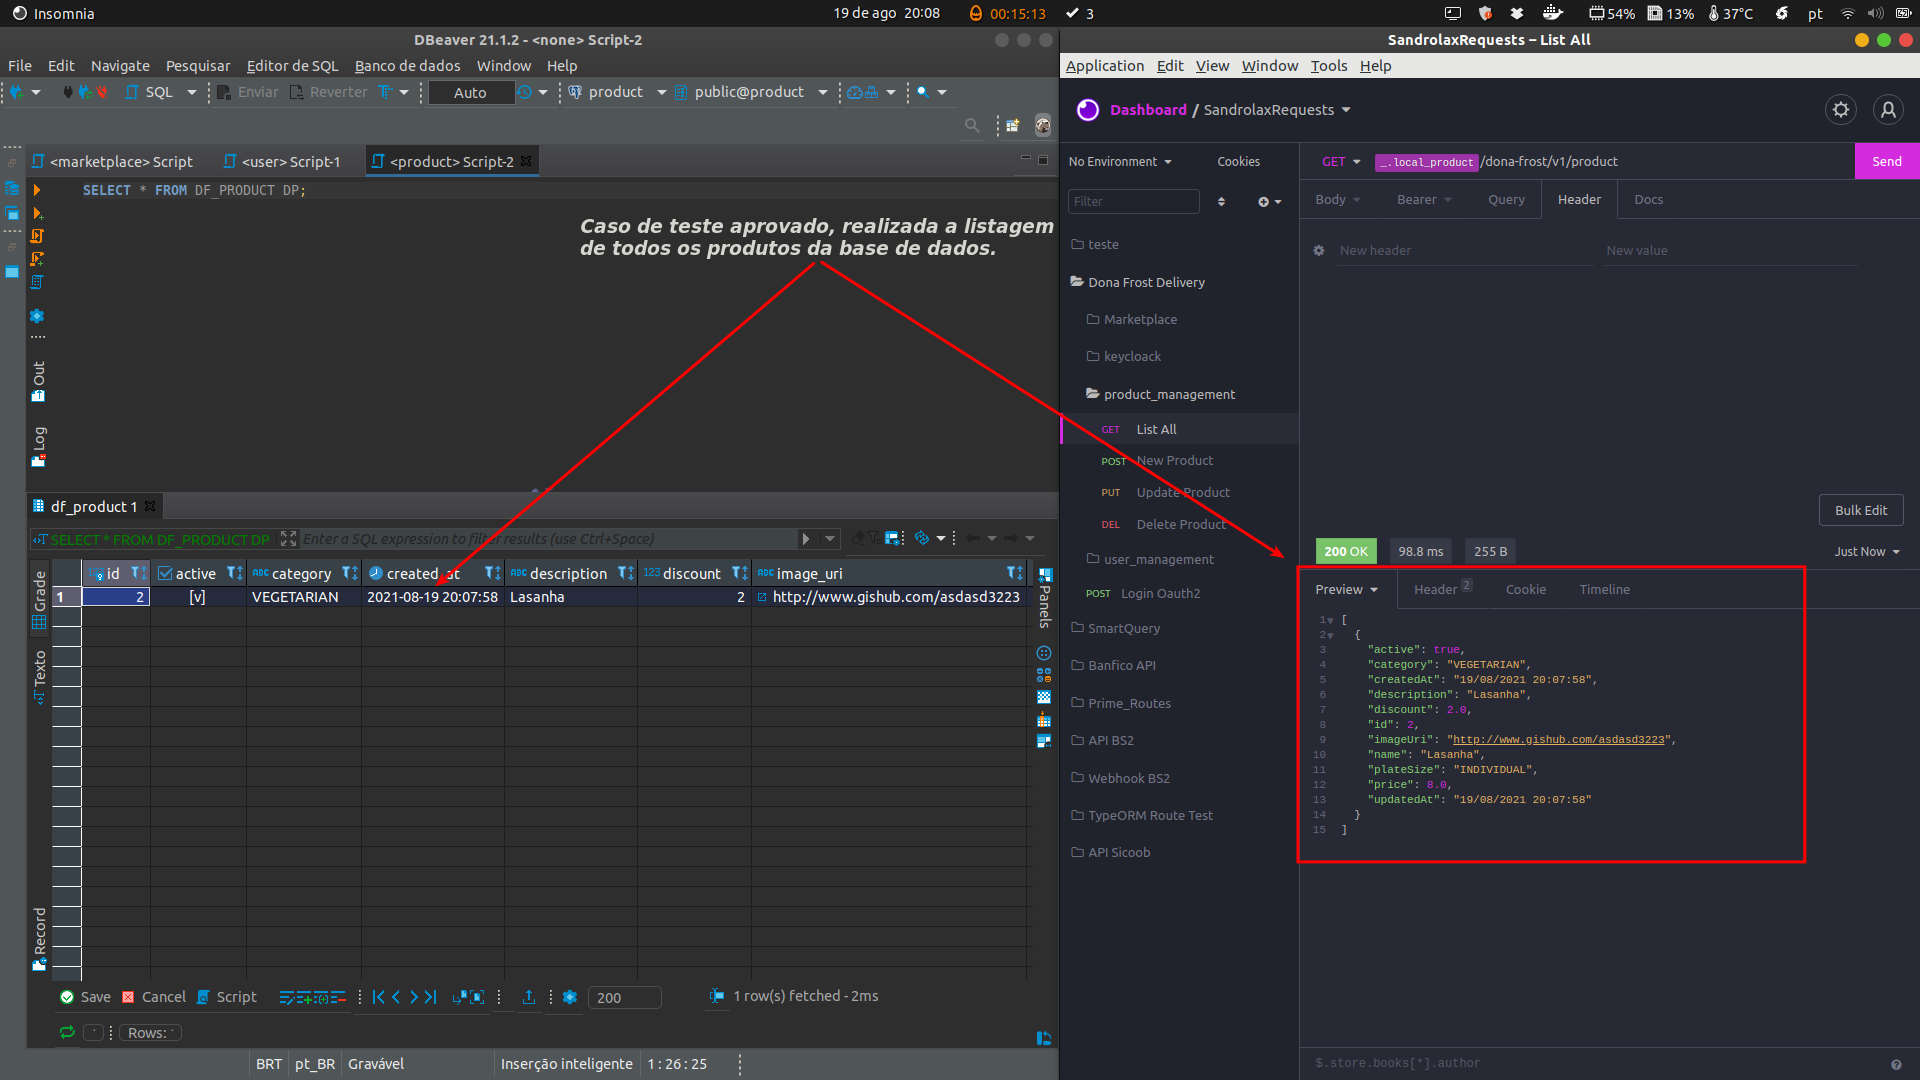 Insomnia
19 de ago 20:08
00:15:13
3
54%
13%
37°C
pt
DBeaver 21.1.2 - <none> Script-2
File Edit Navigate Pesquisar Editor de SQL Banco de dados Window Help
SQL
Enviar
Reverter
Auto
product
public@product
<marketplace> Script
<user> Script-1
<product> Script-2
SELECT * FROM DF_PRODUCT DP;
Caso de teste aprovado, realizada a listagem
de todos os produtos da base de dados.
Out
Log
df_product 1
SELECT * FROM DF_PRODUCT DP
Enter a SQL expression to filter results (use Ctrl+Space)
Grade
Texto
Record
Panels
id active category created_at description discount image_uri
1 2 [v] VEGETARIAN 2021-08-19 20:07:58 Lasanha 2 http://www.gishub.com/asdasd3223
Save
Cancel
Script
200
1 row(s) fetched - 2ms
Rows:
BRT
pt_BR
Gravável
Inserção inteligente
1 : 26 : 25
SandrolaxRequests – List All
Application Edit View Window Tools Help
Dashboard / SandrolaxRequests
No Environment
Cookies
Filter
teste
Dona Frost Delivery
Marketplace
keycloack
product_management
GET List All
POST New Product
PUT Update Product
DEL Delete Product
user_management
POST Login Oauth2
SmartQuery
Banfico API
Prime_Routes
API BS2
Webhook BS2
TypeORM Route Test
API Sicoob
GET
_.local_product /dona-frost/v1/product
Send
Body
Bearer
Query
Header
Docs
New header
New value
Bulk Edit
200 OK
98.8 ms
255 B
Just Now
Preview
Header 2
Cookie
Timeline
1 [
2 {
3 "active": true,
4 "category": "VEGETARIAN",
5 "createdAt": "19/08/2021 20:07:58",
6 "description": "Lasanha",
7 "discount": 2.0,
8 "id": 2,
9 "imageUri": "http://www.gishub.com/asdasd3223",
10 "name": "Lasanha",
11 "plateSize": "INDIVIDUAL",
12 "price": 8.0,
13 "updatedAt": "19/08/2021 20:07:58"
14 }
15 ]
$.store.books[*].author